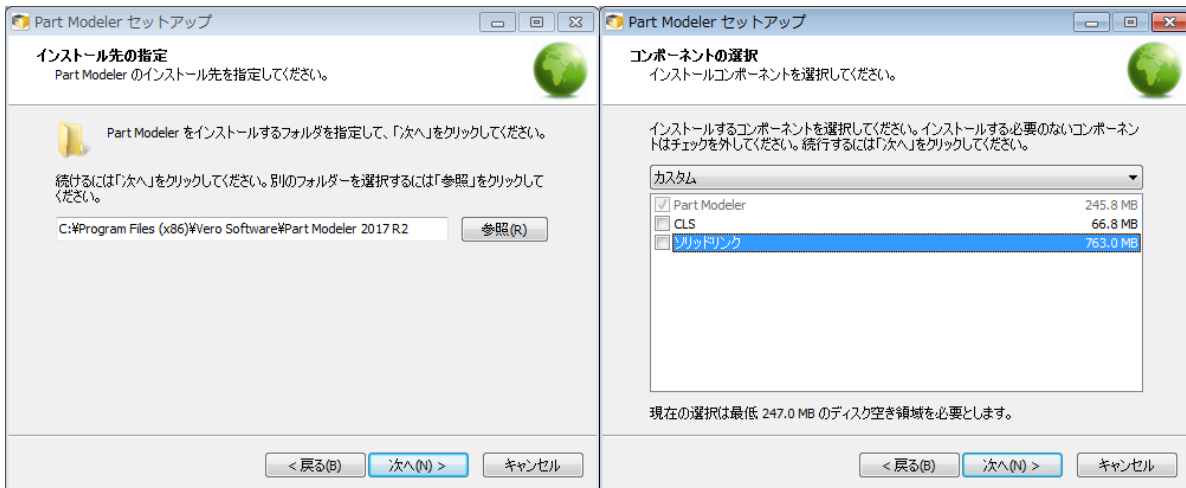 Part Modeler セットアップ
インストール先の指定
Part Modeler のインストール先を指定してください。
Part Modeler をインストールするフォルダを指定して、「次へ」をクリックしてください。
続けるには「次へ」をクリックしてください。別のフォルダーを選択するには「参照」をクリックして
ください。
C:¥Program Files (x86)¥Vero Software¥Part Modeler 2017 R2
参照(R)
< 戻る(B)
次へ(N) >
キャンセル
Part Modeler セットアップ
コンポーネントの選択
インストールコンポーネントを選択してください。
インストールするコンポーネントを選択してください。インストールする必要のないコンポーネン
トはチェックを外してください。続行するには「次へ」をクリックしてください。
カスタム
Part Modeler 245.8 MB
CLS 66.8 MB
ソリッドリンク 763.0 MB
現在の選択は最低 247.0 MB のディスク空き領域を必要とします。
< 戻る(B)
次へ(N) >
キャンセル